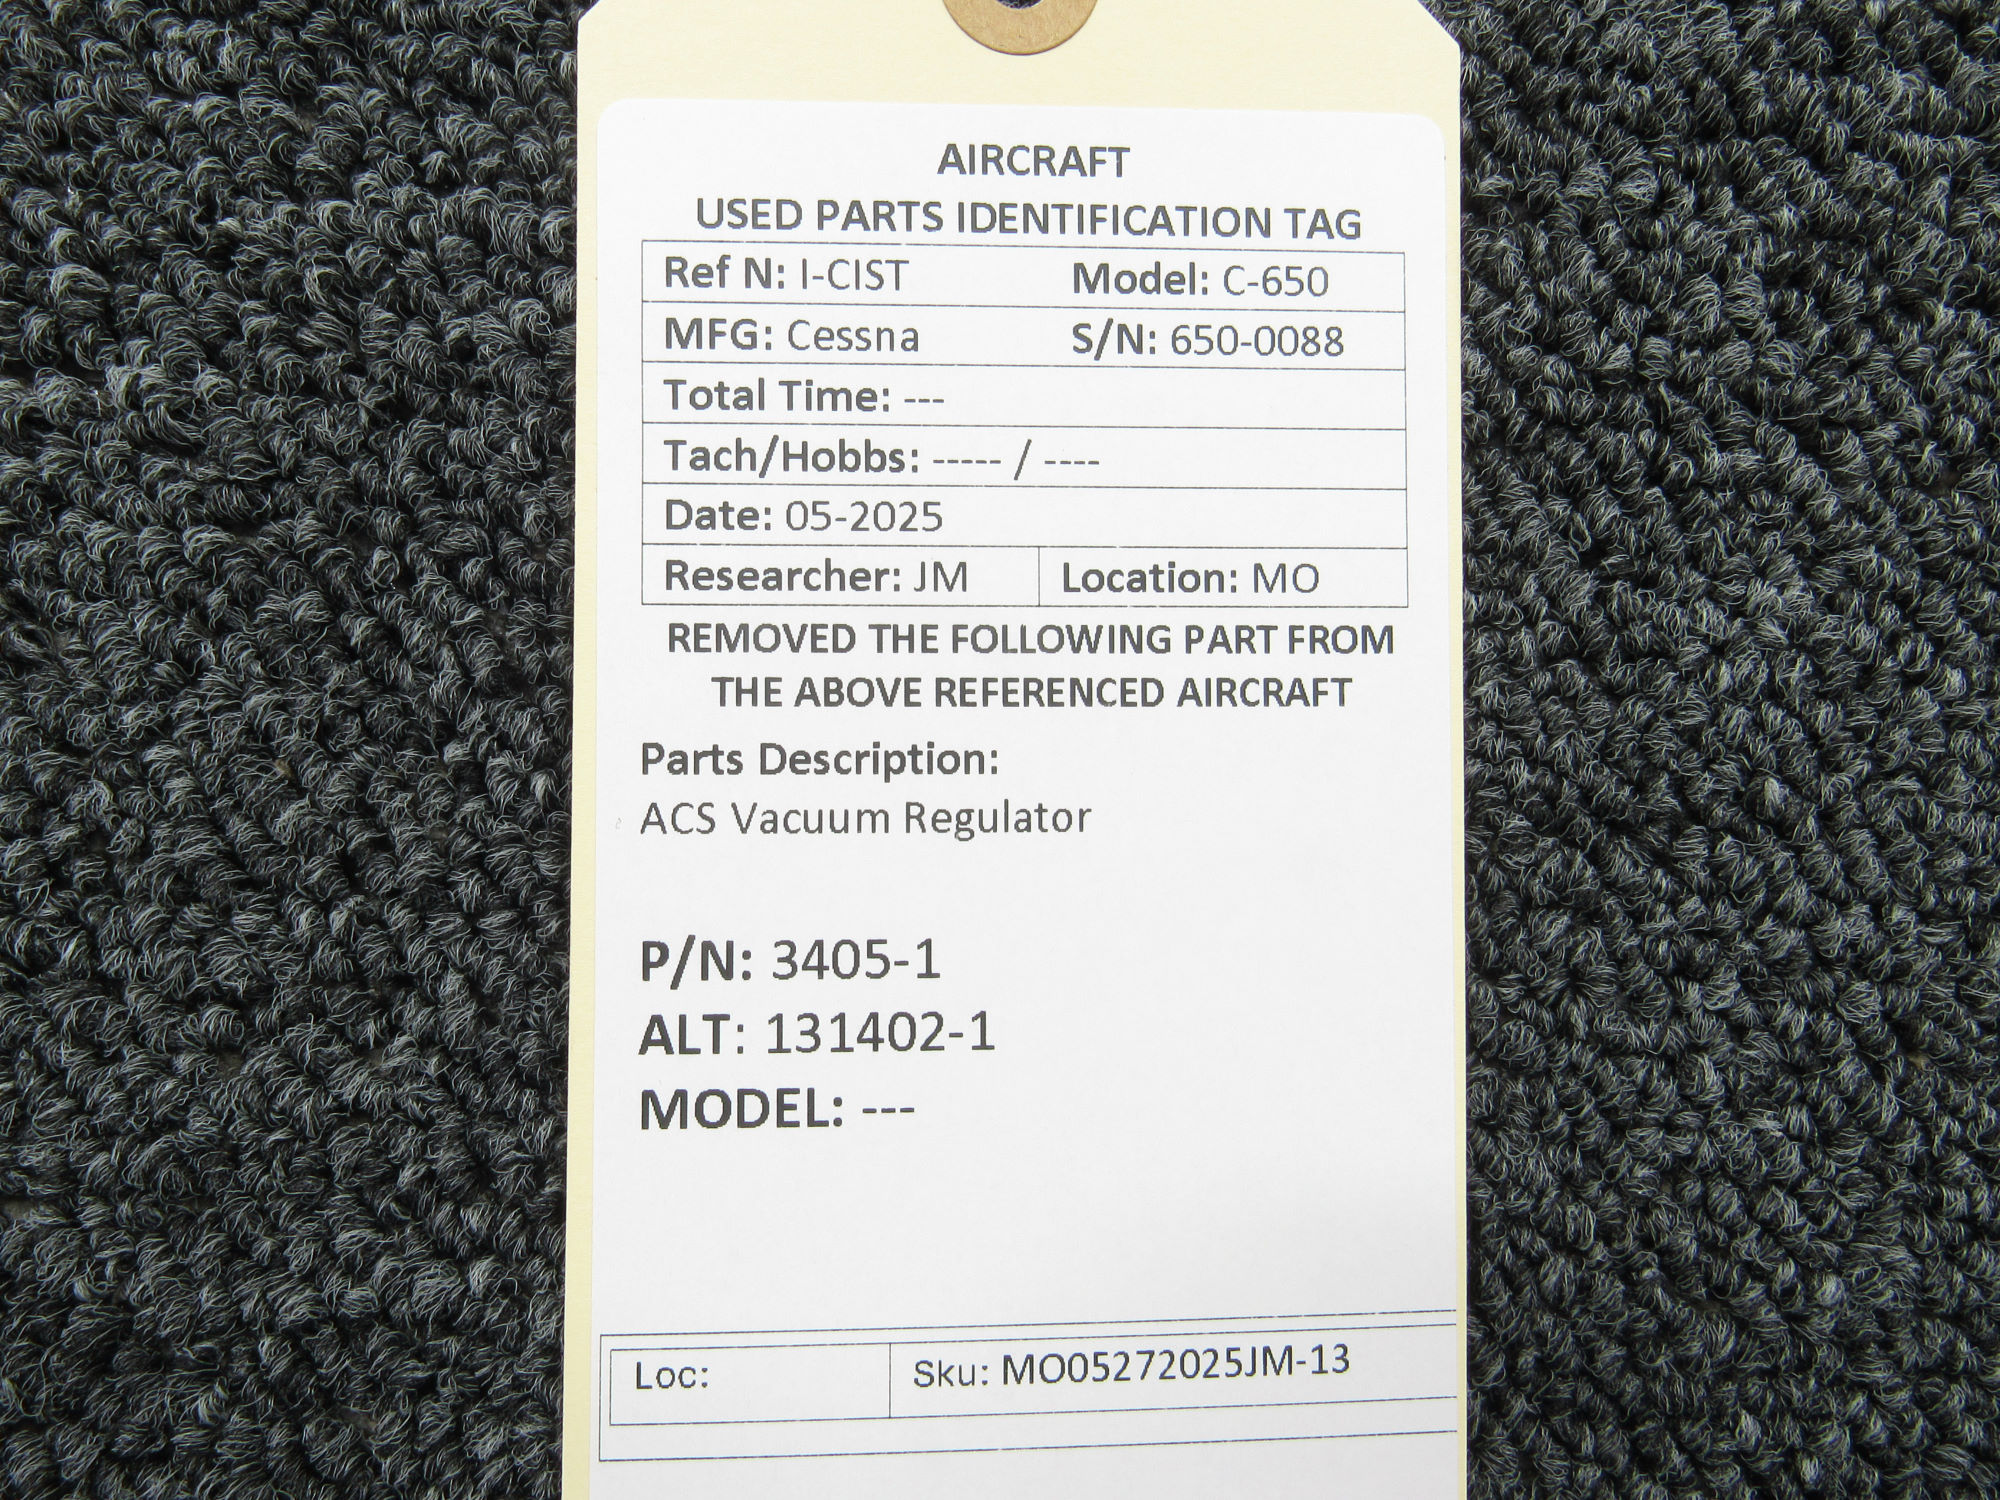 AIRCRAFT
USED PARTS IDENTIFICATION TAG
Ref N: I-CIST Model: C-650
MFG: Cessna S/N: 650-0088
Total Time: ---
Tach/Hobbs: ----- / ----
Date: 05-2025
Researcher: JM Location: MO
REMOVED THE FOLLOWING PART FROM
THE ABOVE REFERENCED AIRCRAFT
Parts Description:
ACS Vacuum Regulator
P/N: 3405-1
ALT: 131402-1
MODEL: ---
Loc: Sku: MO05272025JM-13